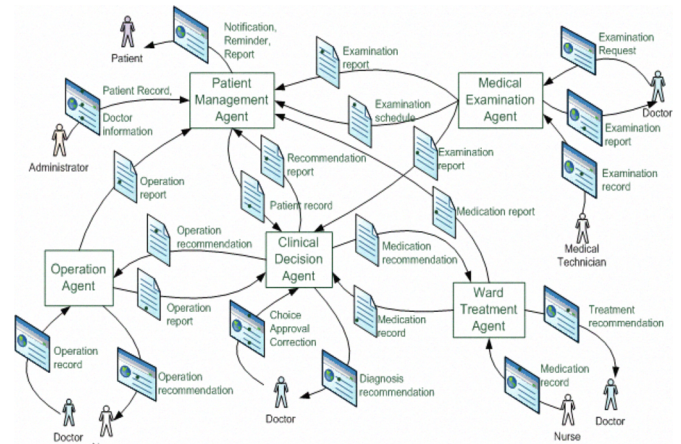 Notification,
Reminder,
Report
Patient
Examination
report
Examination
Request
Patient
Management
Agent
Medical
Examination
Agent
Patient Record,
Doctor
information
Examination
schedule
Doctor
Examination
report
Administrator
Operation
report
Recommendation
report
Examination
report
Examination
record
Patient record
Medication report
Medical
Technician
Operation
recommendation
Clinical
Decision
Agent
Medication
recommendation
Operation
Agent
Operation
report
Choice
Approval
Correction
Medication
record
Ward
Treatment
Agent
Treatment
recommendation
Operation
record
Operation
recommendation
Diagnosis
recommendation
Medication
record
Doctor
Doctor
Nurse
Doctor